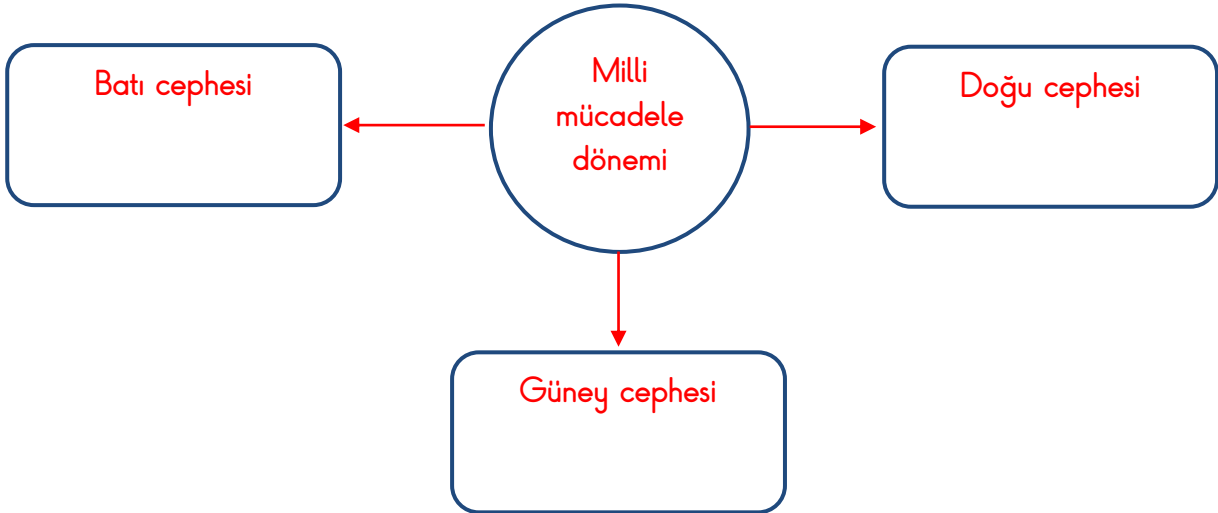 Milli
mücadele
dönemi
Batı cephesi
Doğu cephesi
Güney cephesi